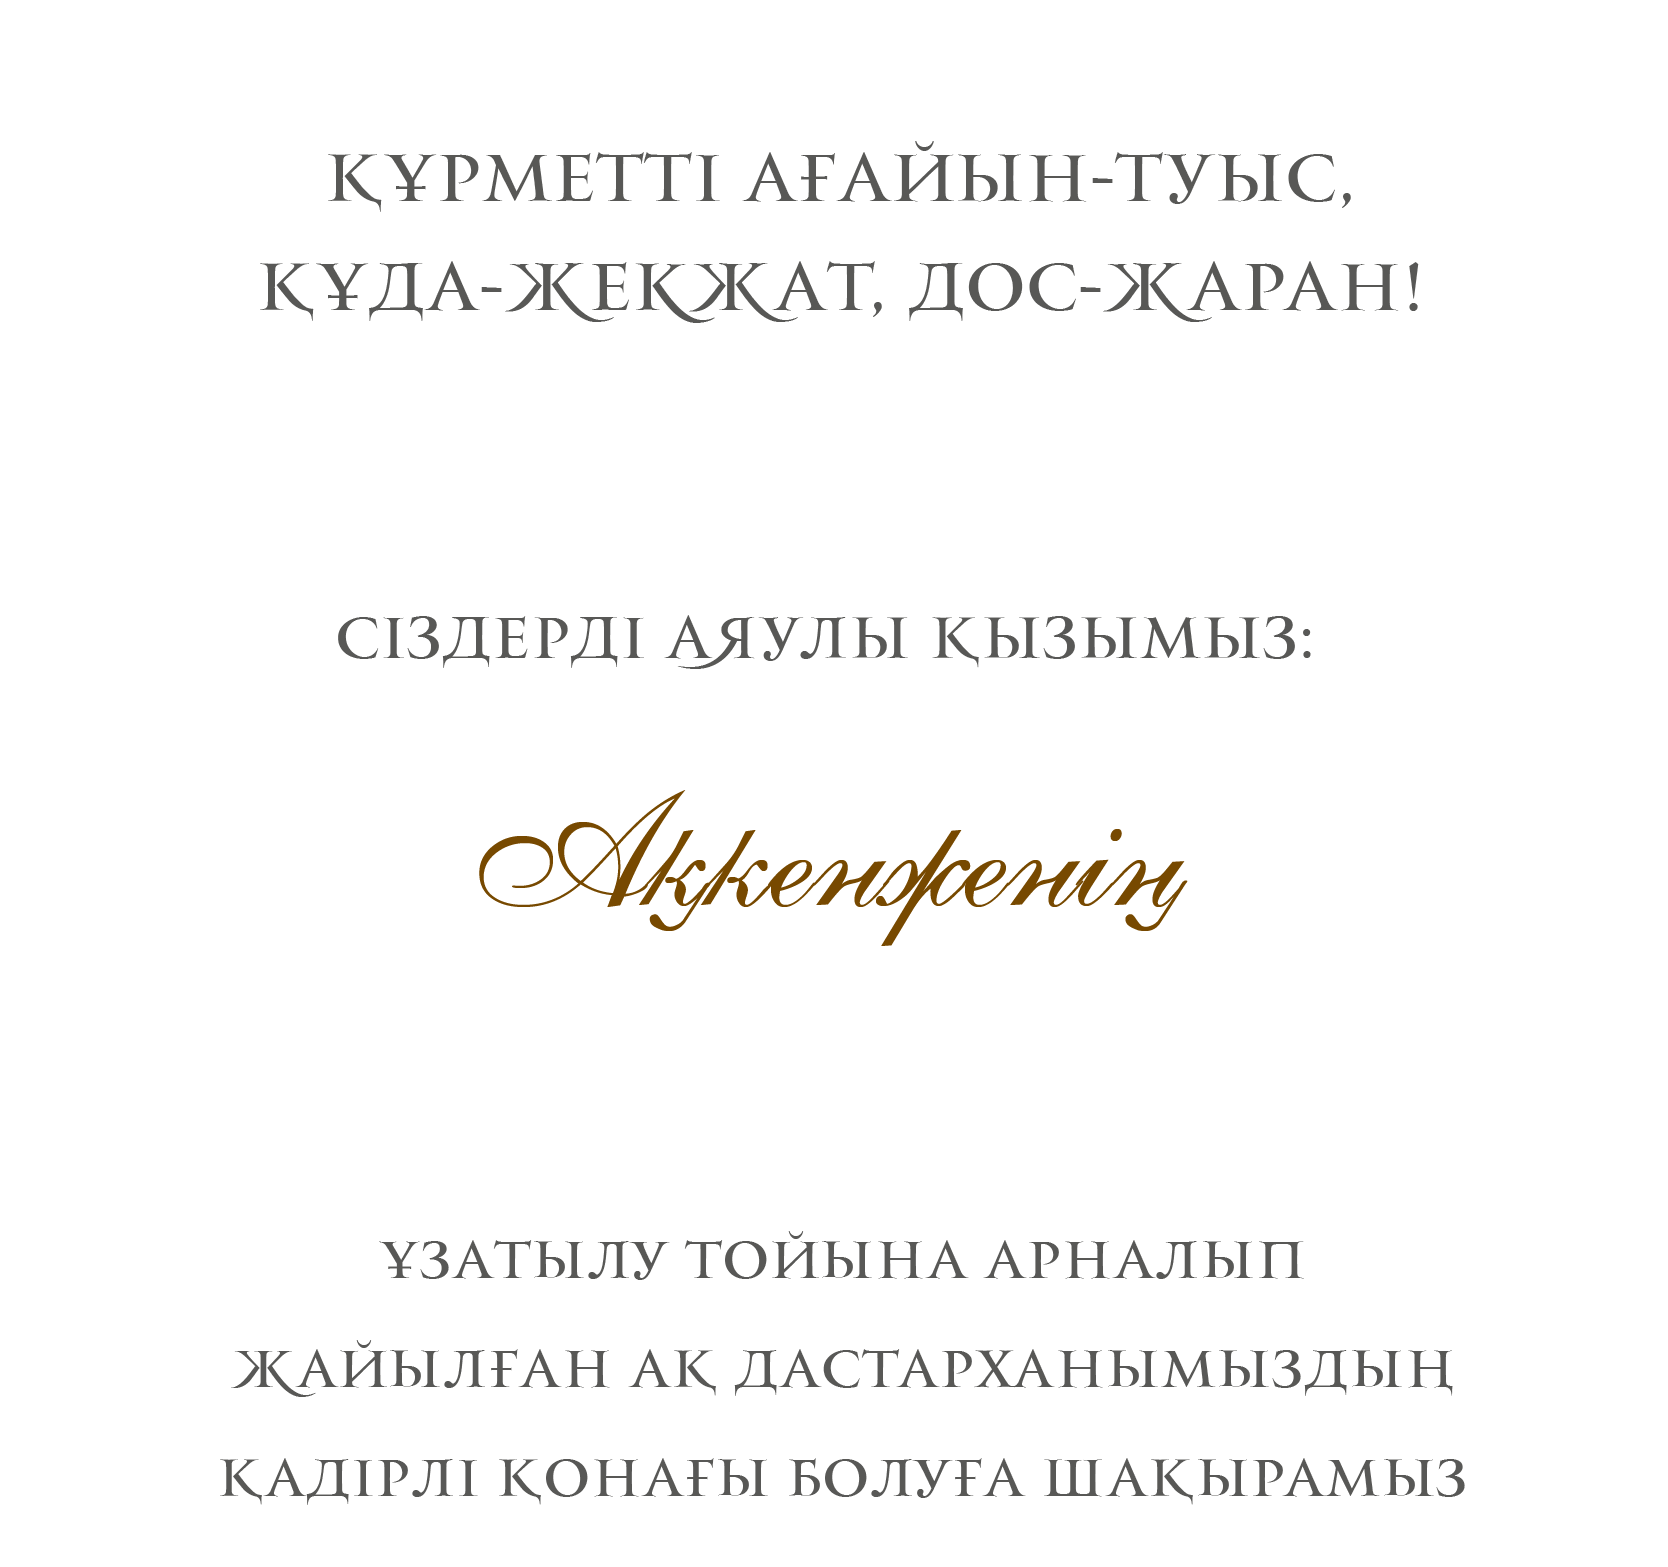 ҚҰРМЕТТІ АҒАЙЫН-ТУЫС,
ҚҰДА-ЖЕКЖАТ, ДОС-ЖАРАН!
СІЗДЕРДІ АЯУЛЫ ҚЫЗЫМЫЗ:
Аққенженің
ҰЗАТЫЛУ ТОЙЫНА АРНАЛЫП
ЖАЙЫЛҒАН АҚ ДАСТАРХАНЫМЫЗДЫҢ
ҚАДІРЛІ ҚОНАҒЫ БОЛУҒА ШАҚЫРАМЫЗ